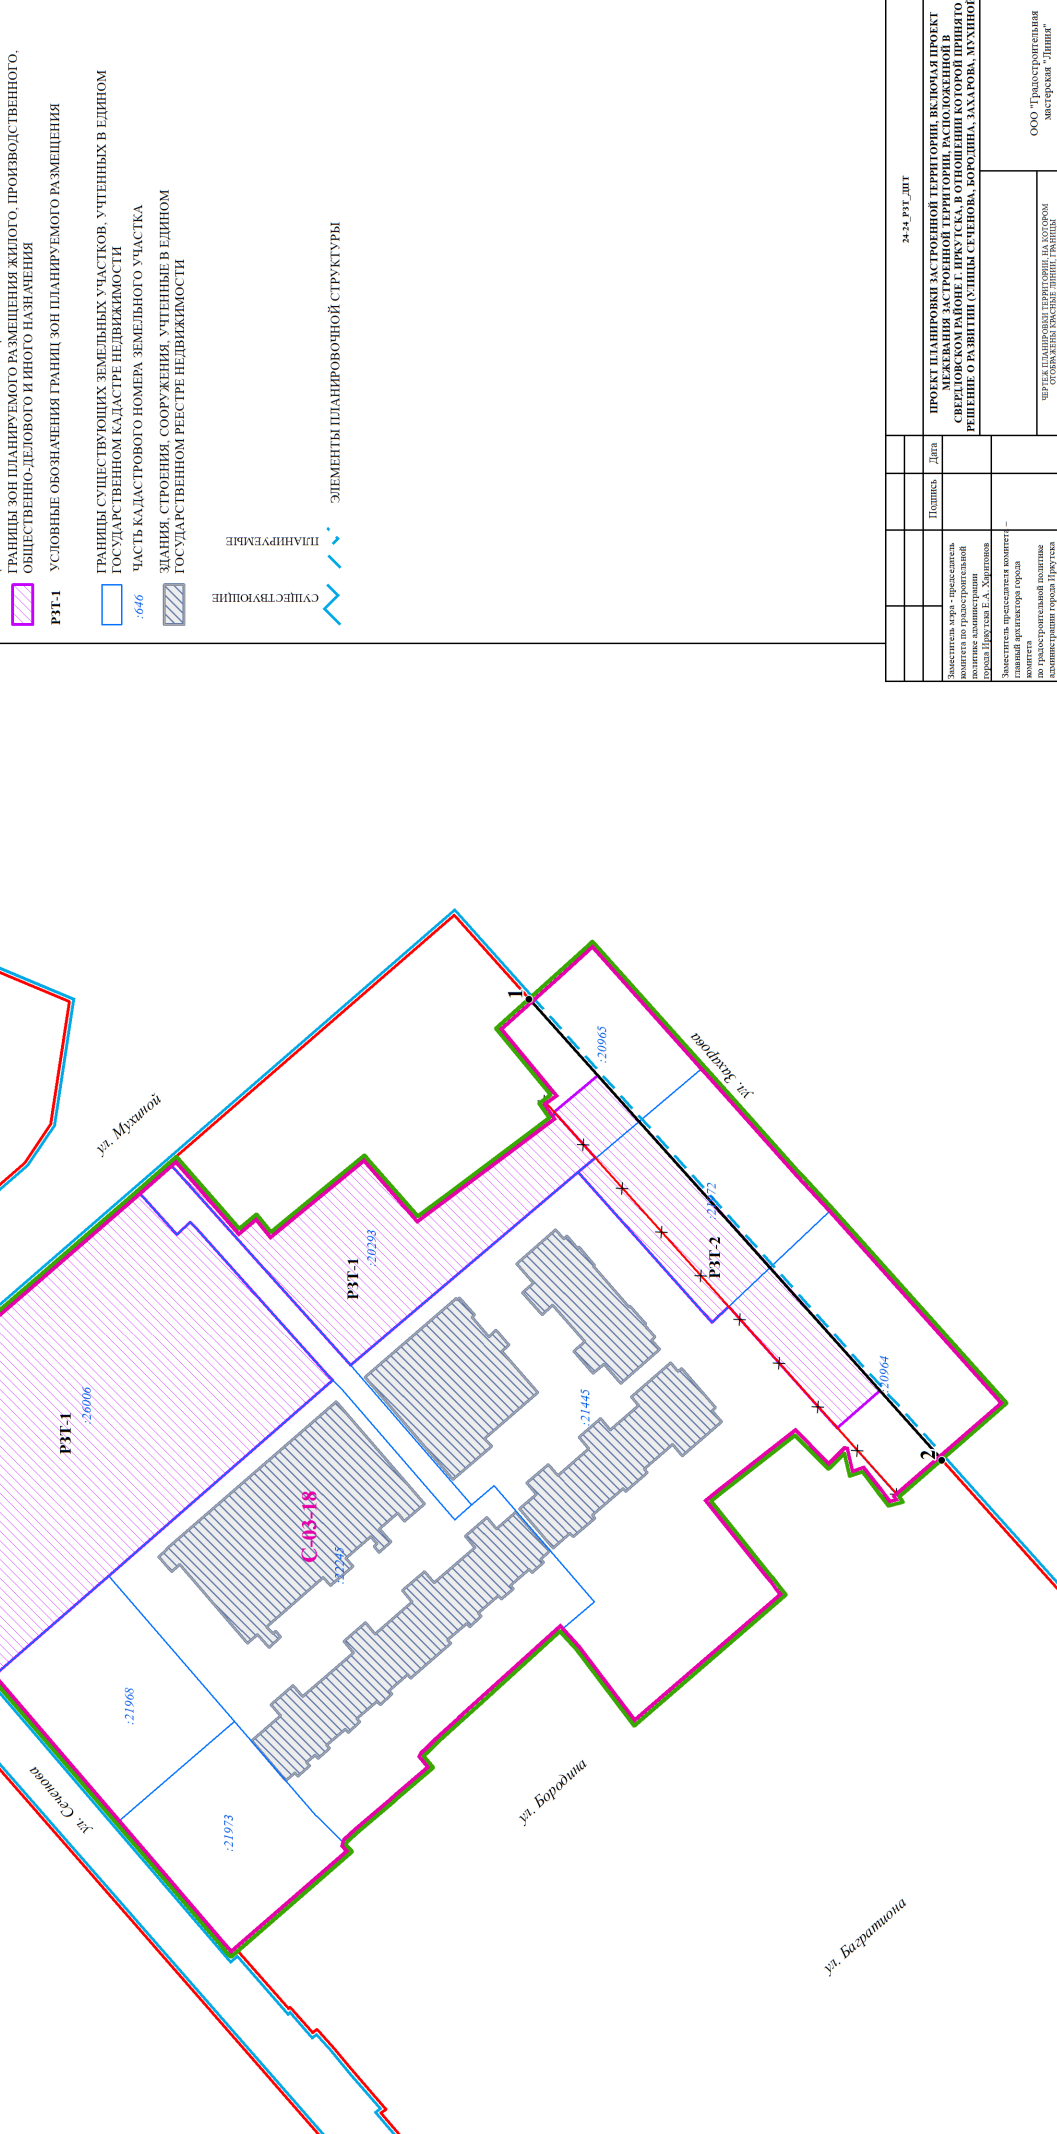 ГРАНИЦЫ ЗОН ПЛАНИРУЕМОГО РАЗМЕЩЕНИЯ ЖИЛОГО, ПРОИЗВОДСТВЕННОГО,
ОБЩЕСТВЕННО-ДЕЛОВОГО И ИНОГО НАЗНАЧЕНИЯ
РЗТ-1
УСЛОВНЫЕ ОБОЗНАЧЕНИЯ ГРАНИЦ ЗОН ПЛАНИРУЕМОГО РАЗМЕЩЕНИЯ
ГРАНИЦЫ СУЩЕСТВУЮЩИХ ЗЕМЕЛЬНЫХ УЧАСТКОВ, УЧТЕННЫХ В ЕДИНОМ
ГОСУДАРСТВЕННОМ КАДАСТРЕ НЕДВИЖИМОСТИ
:646
ЧАСТЬ КАДАСТРОВОГО НОМЕРА ЗЕМЕЛЬНОГО УЧАСТКА
ЗДАНИЯ, СТРОЕНИЯ, СООРУЖЕНИЯ, УЧТЕННЫЕ В ЕДИНОМ
ГОСУДАРСТВЕННОМ РЕЕСТРЕ НЕДВИЖИМОСТИ
СУЩЕСТВУЮЩИЕ
ПЛАНИРУЕМЫЕ
ЭЛЕМЕНТЫ ПЛАНИРОВОЧНОЙ СТРУКТУРЫ
24-24_РЗТ_ДПТ
ПРОЕКТ ПЛАНИРОВКИ ЗАСТРОЕННОЙ ТЕРРИТОРИИ, ВКЛЮЧАЯ ПРОЕКТ
МЕЖЕВАНИЯ ЗАСТРОЕННОЙ ТЕРРИТОРИИ, РАСПОЛОЖЕННОЙ В
СВЕРДЛОВСКОМ РАЙОНЕ Г. ИРКУТСКА, В ОТНОШЕНИИ КОТОРОЙ ПРИНЯТО
РЕШЕНИЕ О РАЗВИТИИ (УЛИЦЫ СЕЧЕНОВА, БОРОДИНА, ЗАХАРОВА, МУХИНОЙ
Подпись
Дата
Заместитель мэра - председатель
комитета по градостроительной
политике администрации
города Иркутска Е.А. Харитонов
Заместитель председателя комитета –
главный архитектора города
комитета
по градостроительной политике
администрации города Иркутска
ЧЕРТЕЖ ПЛАНИРОВКИ ТЕРРИТОРИИ, НА КОТОРОМ
ОТОБРАЖЕНЫ КРАСНЫЕ ЛИНИИ, ГРАНИЦЫ
ООО "Градостроительная
мастерская "Линия"
ул. Мухиной
1
:20965
ул. Захарова
РЗТ-1
:20293
РЗТ-2
:21972
РЗТ-1
:26006
:21445
:20964
2
С-03-18
:22245
:21968
ул. Сеченова
:21973
ул. Бородина
ул. Багратиона